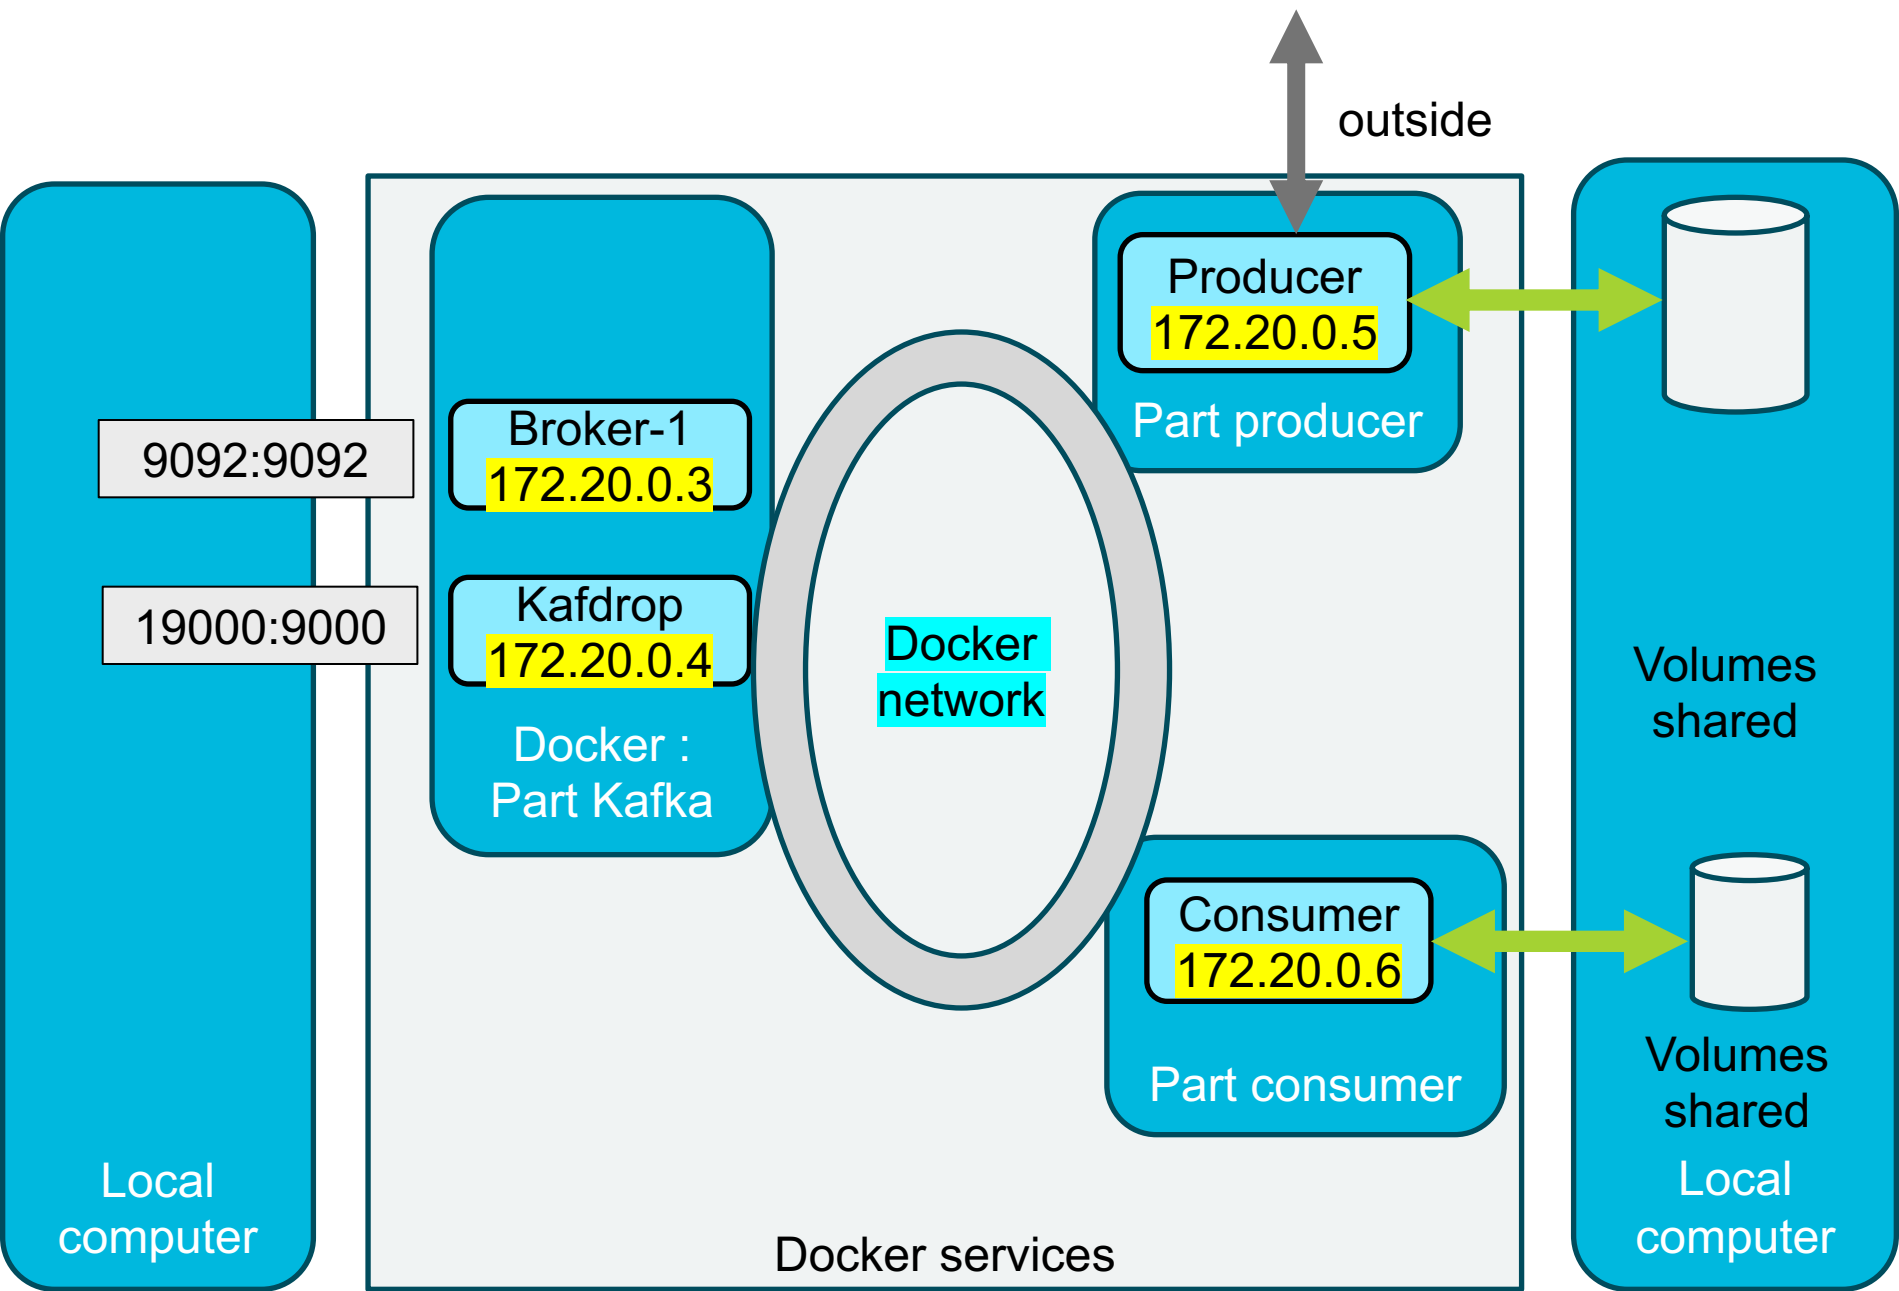 outside
Producer
172.20.0.5
Part producer
9092:9092
Broker-1
172.20.0.3
19000:9000
Kafdrop
172.20.0.4
Docker :
Part Kafka
Docker
network
Volumes
shared
Consumer
172.20.0.6
Part consumer
Volumes
shared
Local
computer
Docker services
Local
computer